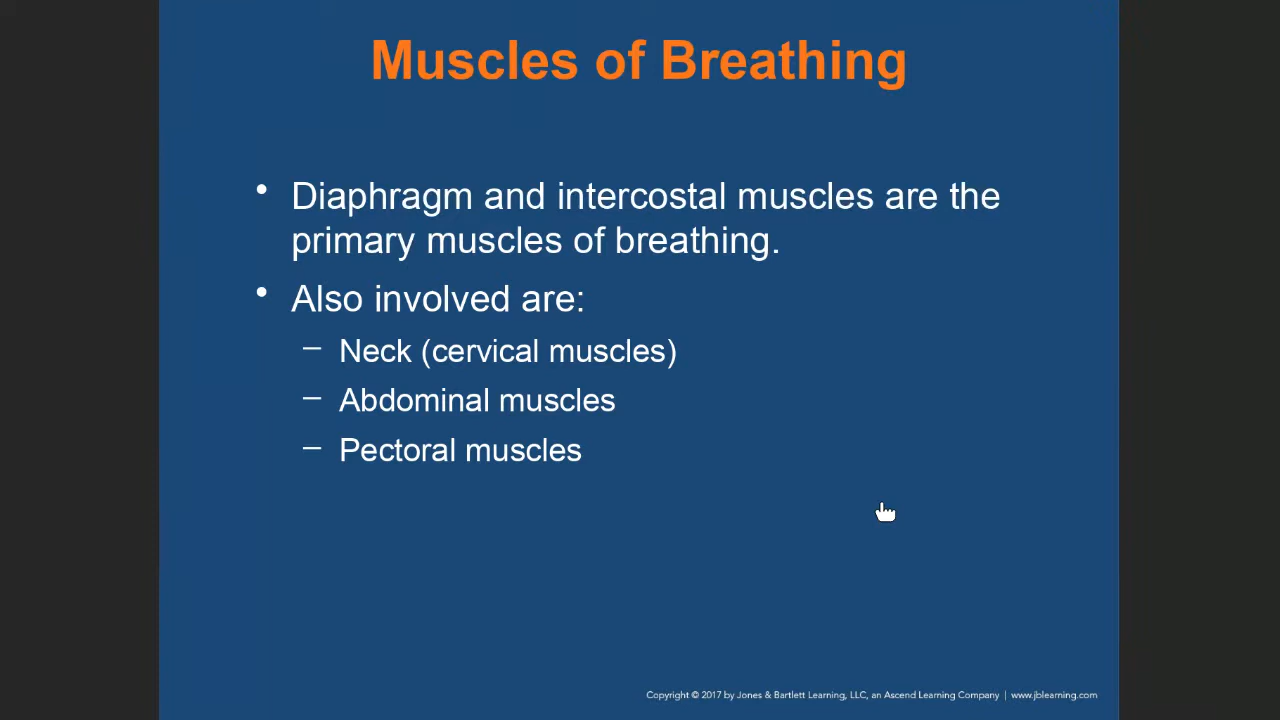 Muscles of Breathing
• Diaphragm and intercostal muscles are the
primary muscles of breathing.
• Also involved are:
– Neck (cervical muscles)
– Abdominal muscles
– Pectoral muscles
Copyright © 2017 by Jones & Bartlett Learning, LLC, an Ascend Learning Company | www.jblearning.com